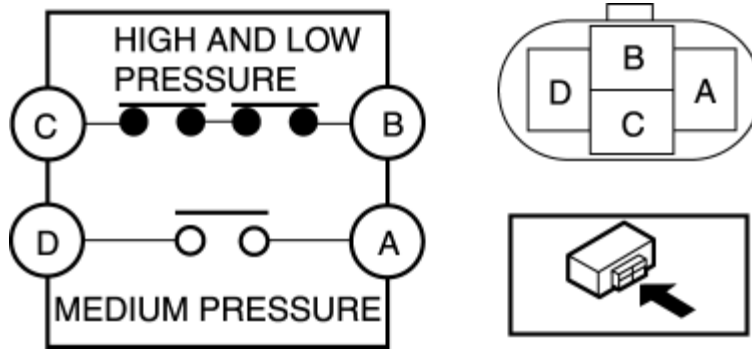 HIGH AND LOW
PRESSURE
C
B
D
A
MEDIUM PRESSURE
B
D
A
C